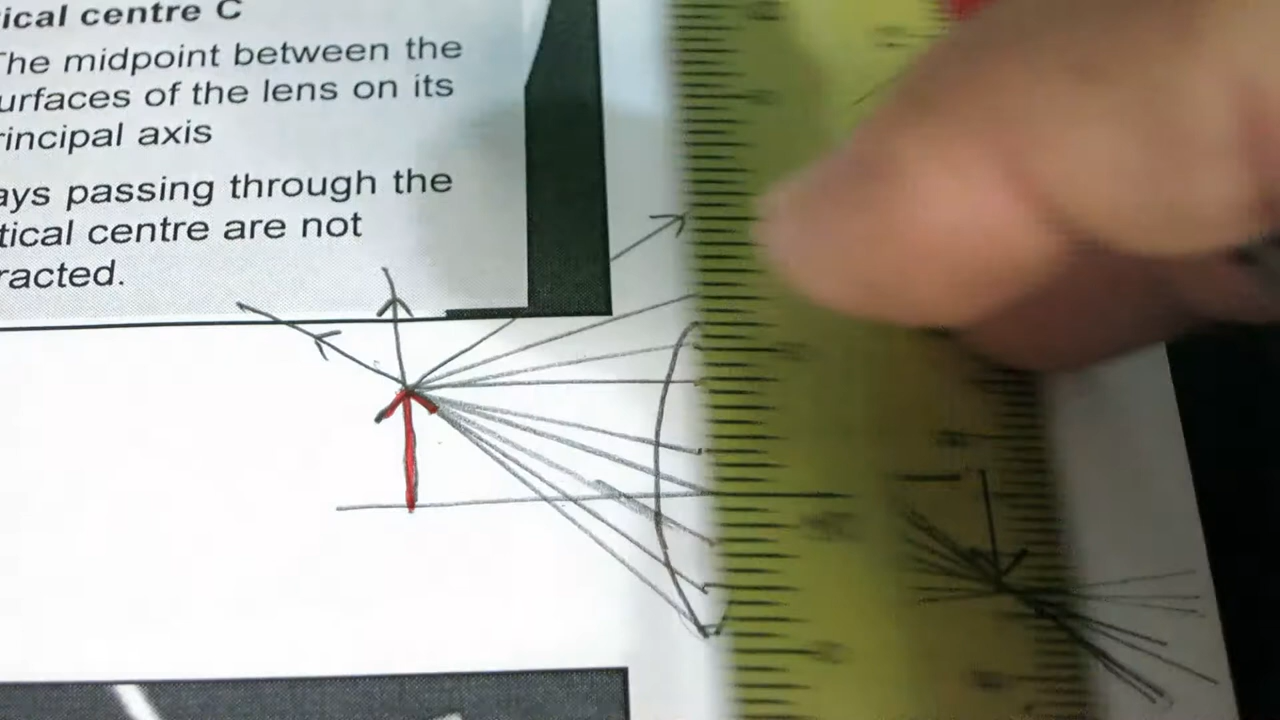 ical centre C
The midpoint between the
urfaces of the lens on its
rincipal axis
ays passing through the
tical centre are not
racted.